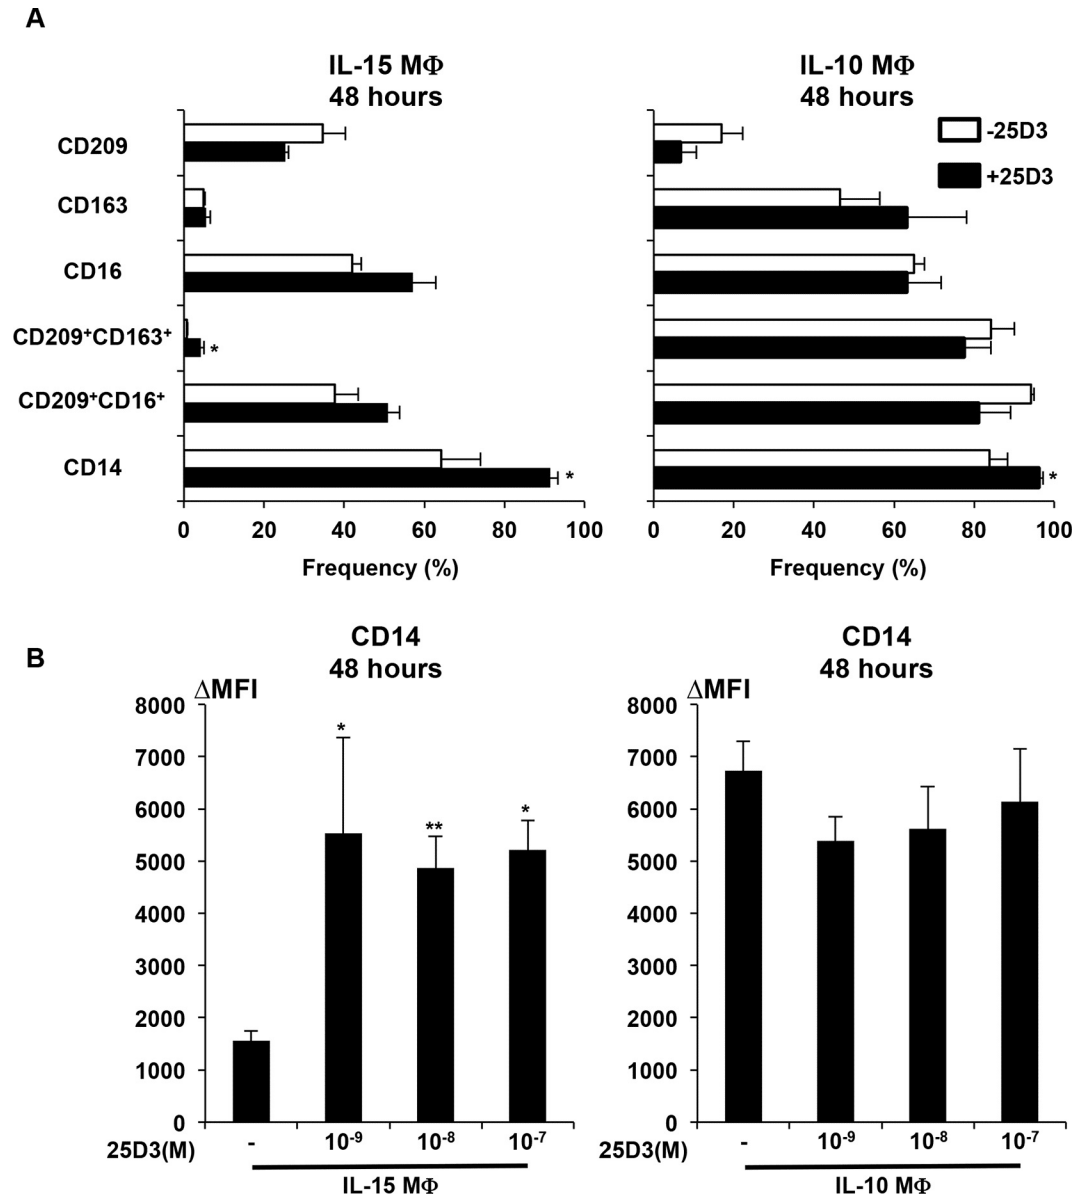 A
IL-15 MΦ
48 hours
IL-10 MΦ
48 hours
-25D3
+25D3
CD209
CD163
CD16
CD209⁺CD163⁺
*
CD209⁺CD16⁺
CD14
*
*
0 20 40 60 80 100
0 20 40 60 80 100
Frequency (%)
Frequency (%)
B
CD14
48 hours
CD14
48 hours
ΔMFI
8000
7000
6000
5000
4000
3000
2000
1000
0
*
**
*
25D3(M) - 10⁻⁹ 10⁻⁸ 10⁻⁷
IL-15 MΦ
ΔMFI
8000
7000
6000
5000
4000
3000
2000
1000
0
25D3(M) - 10⁻⁹ 10⁻⁸ 10⁻⁷
IL-10 MΦ